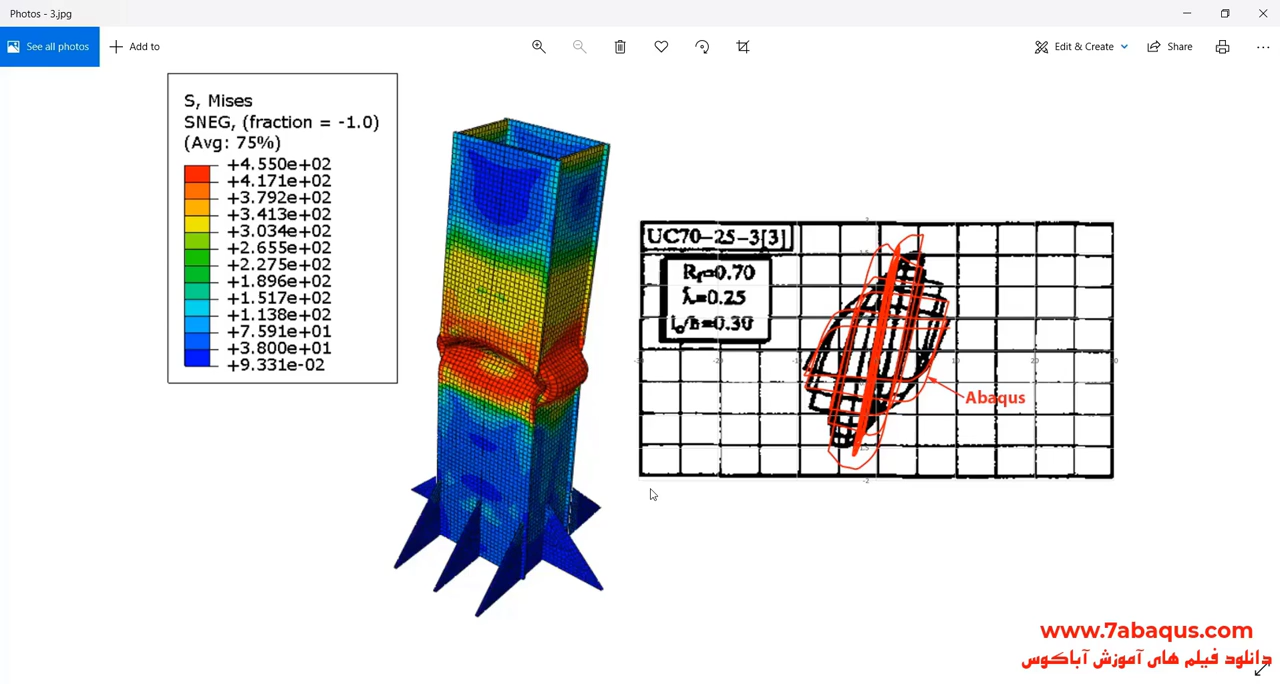 Photos - 3.jpg
See all photos
Add to
Edit & Create
Share
S, Mises
SNEG, (fraction = -1.0)
(Avg: 75%)
+4.550e+02
+4.171e+02
+3.792e+02
+3.413e+02
+3.034e+02
+2.655e+02
+2.275e+02
+1.896e+02
+1.517e+02
+1.138e+02
+7.591e+01
+3.800e+01
+9.331e-02
UC70-25-3[3]
Rf=0.70
λ=0.25
=0.30
Abaqus
-2
www.7abaqus.com
دانلود فیلم های آموزش آباکوس